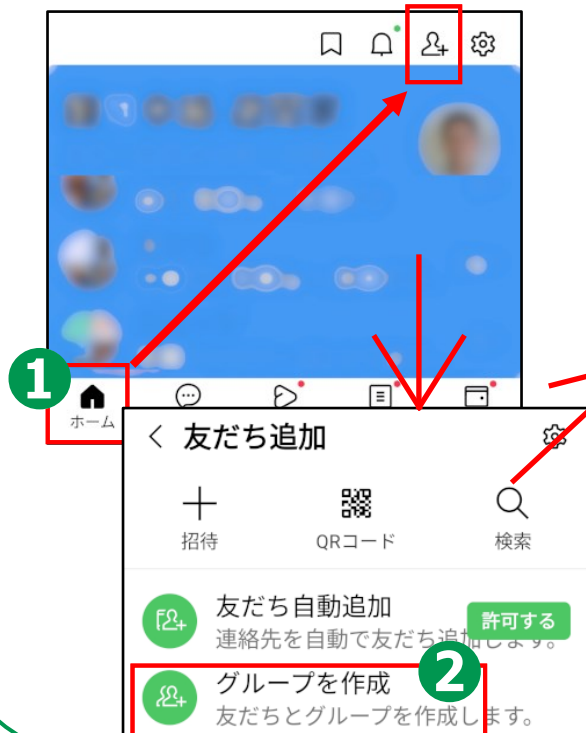 1
ホーム
友だち追加
招待
QRコード
検索
友だち自動追加
許可する
連絡先を自動で友だち追加します。
2
グループを作成
友だちとグループを作成します。